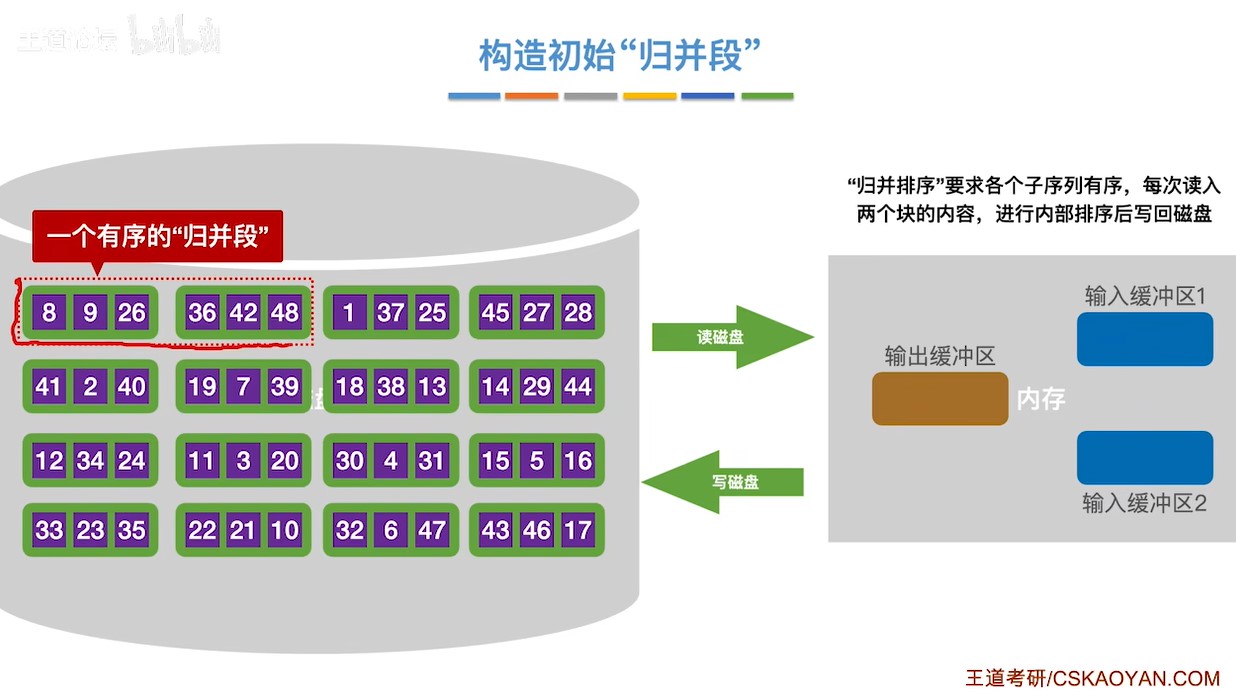 王道论坛 bilibili
构造初始“归并段”
“归并排序”要求各个子序列有序，每次读入
两个块的内容，进行内部排序后写回磁盘
一个有序的“归并段”
8 9 26 36 42 48 1 37 25 45 27 28
41 2 40 19 7 39 18 38 13 14 29 44
12 34 24 11 3 20 30 4 31 15 5 16
33 23 35 22 21 10 32 6 47 43 46 17
盘
读磁盘
写磁盘
输入缓冲区1
输出缓冲区
内存
输入缓冲区2
王道考研/CSKAOYAN.COM